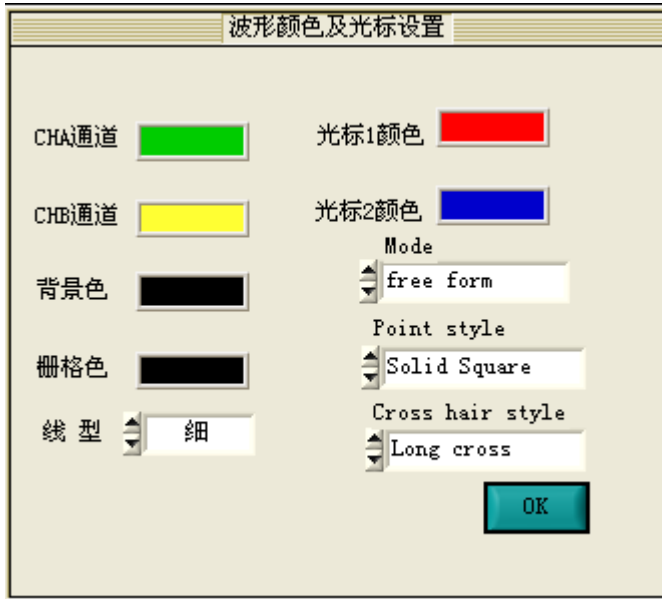 波形颜色及光标设置
CHA通道
光标1颜色
CHB通道
光标2颜色
Mode
背景色
free form
Point style
栅格色
Solid Square
Cross hair style
线 型
细
Long cross
OK